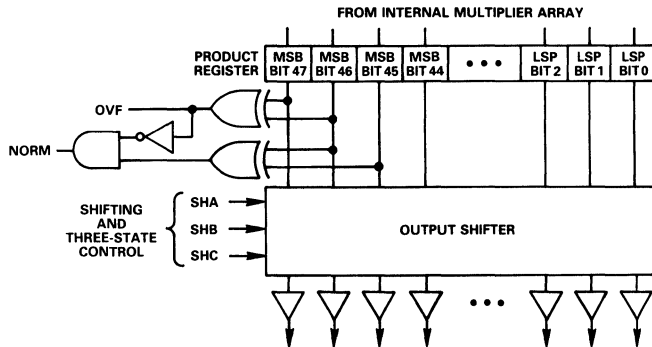 FROM INTERNAL MULTIPLIER ARRAY
PRODUCT
REGISTER
MSB
BIT 47
MSB
BIT 46
MSB
BIT 45
MSB
BIT 44
• • •
LSP
BIT 2
LSP
BIT 1
LSP
BIT 0
OVF
NORM
SHIFTING
AND
THREE-STATE
CONTROL
SHA
SHB
SHC
OUTPUT SHIFTER
• • •